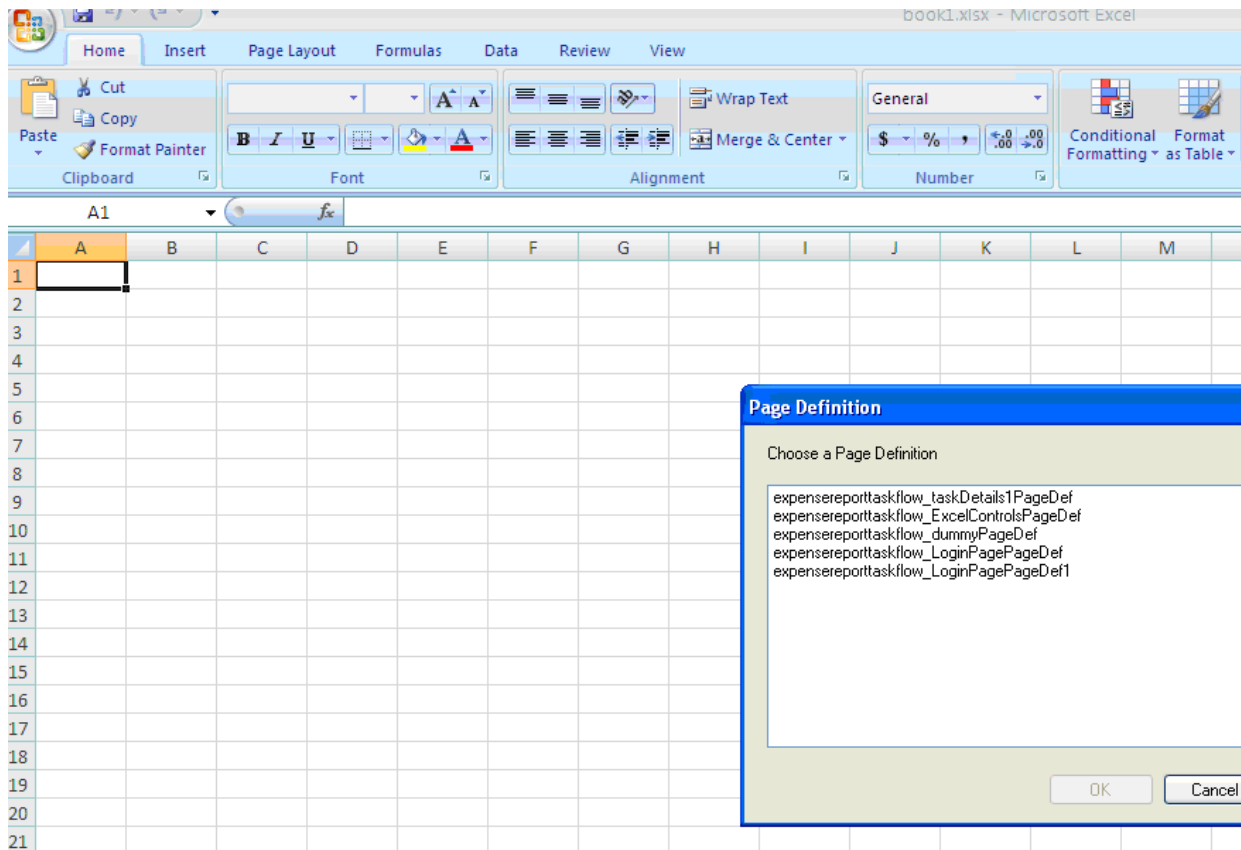 book1.xlsx - Microsoft Excel
Home Insert Page Layout Formulas Data Review View
Cut
Copy
Format Painter
Paste
Clipboard
A A
B I U A
Font
Wrap Text
Merge & Center
Alignment
General
$ % , .0 .00 .00 .0
Number
Conditional Formatting
Format as Table
A1 fx
A B C D E F G H I J K L M
1
2
3
4
5
6
7
8
9
10
11
12
13
14
15
16
17
18
19
20
21
Page Definition
Choose a Page Definition
expensereporttaskflow_taskDetails1PageDef
expensereporttaskflow_ExcelControlsPageDef
expensereporttaskflow_dummyPageDef
expensereporttaskflow_LoginPagePageDef
expensereporttaskflow_LoginPagePageDef1
OK Cancel